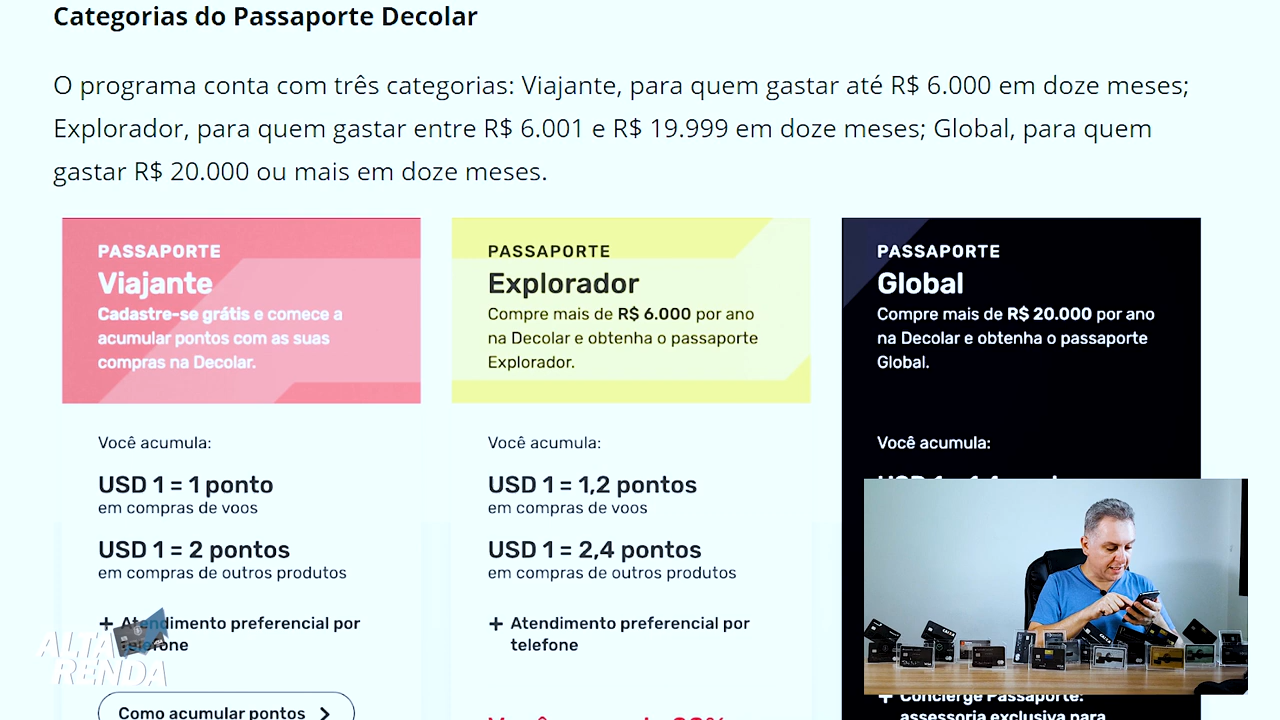 Categorias do Passaporte Decolar
O programa conta com três categorias: Viajante, para quem gastar até R$ 6.000 em doze meses;
Explorador, para quem gastar entre R$ 6.001 e R$ 19.999 em doze meses; Global, para quem
gastar R$ 20.000 ou mais em doze meses.
PASSAPORTE
Viajante
Cadastre-se grátis e comece a
acumular pontos com as suas
compras na Decolar.
Você acumula:
USD 1 = 1 ponto
em compras de voos
USD 1 = 2 pontos
em compras de outros produtos
+ Atendimento preferencial por
telefone
Como acumular pontos
PASSAPORTE
Explorador
Compre mais de R$ 6.000 por ano
na Decolar e obtenha o passaporte
Explorador.
Você acumula:
USD 1 = 1,2 pontos
em compras de voos
USD 1 = 2,4 pontos
em compras de outros produtos
+ Atendimento preferencial por
telefone
PASSAPORTE
Global
Compre mais de R$ 20.000 por ano
na Decolar e obtenha o passaporte
Global.
Você acumula:
+ Concierge Passaporte:
assessoria exclusiva para
ALTA
RENDA